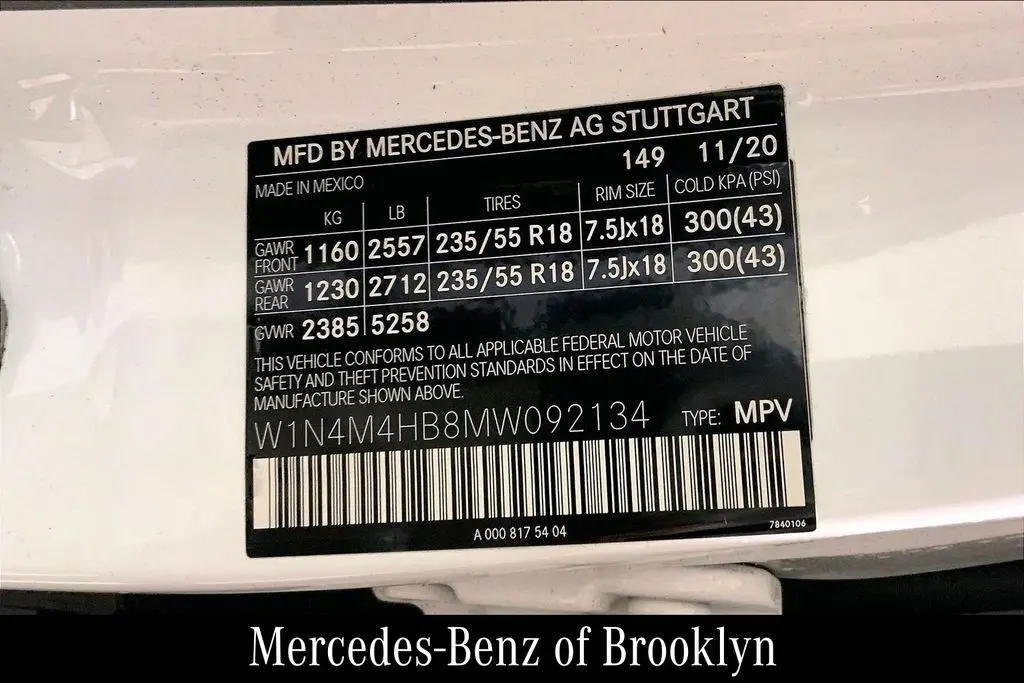 MFD BY MERCEDES-BENZ AG STUTTGART
149 11/20
MADE IN MEXICO
KG LB TIRES RIM SIZE COLD KPA (PSI)
GAWR FRONT 1160 2557 235/55 R18 7.5Jx18 300(43)
GAWR REAR 1230 2712 235/55 R18 7.5Jx18 300(43)
GVWR 2385 5258
THIS VEHICLE CONFORMS TO ALL APPLICABLE FEDERAL MOTOR VEHICLE
SAFETY AND THEFT PREVENTION STANDARDS IN EFFECT ON THE DATE OF
MANUFACTURE SHOWN ABOVE.
W1N4M4HB8MW092134 TYPE: MPV
A 000 817 54 04
7840106
Mercedes-Benz of Brooklyn